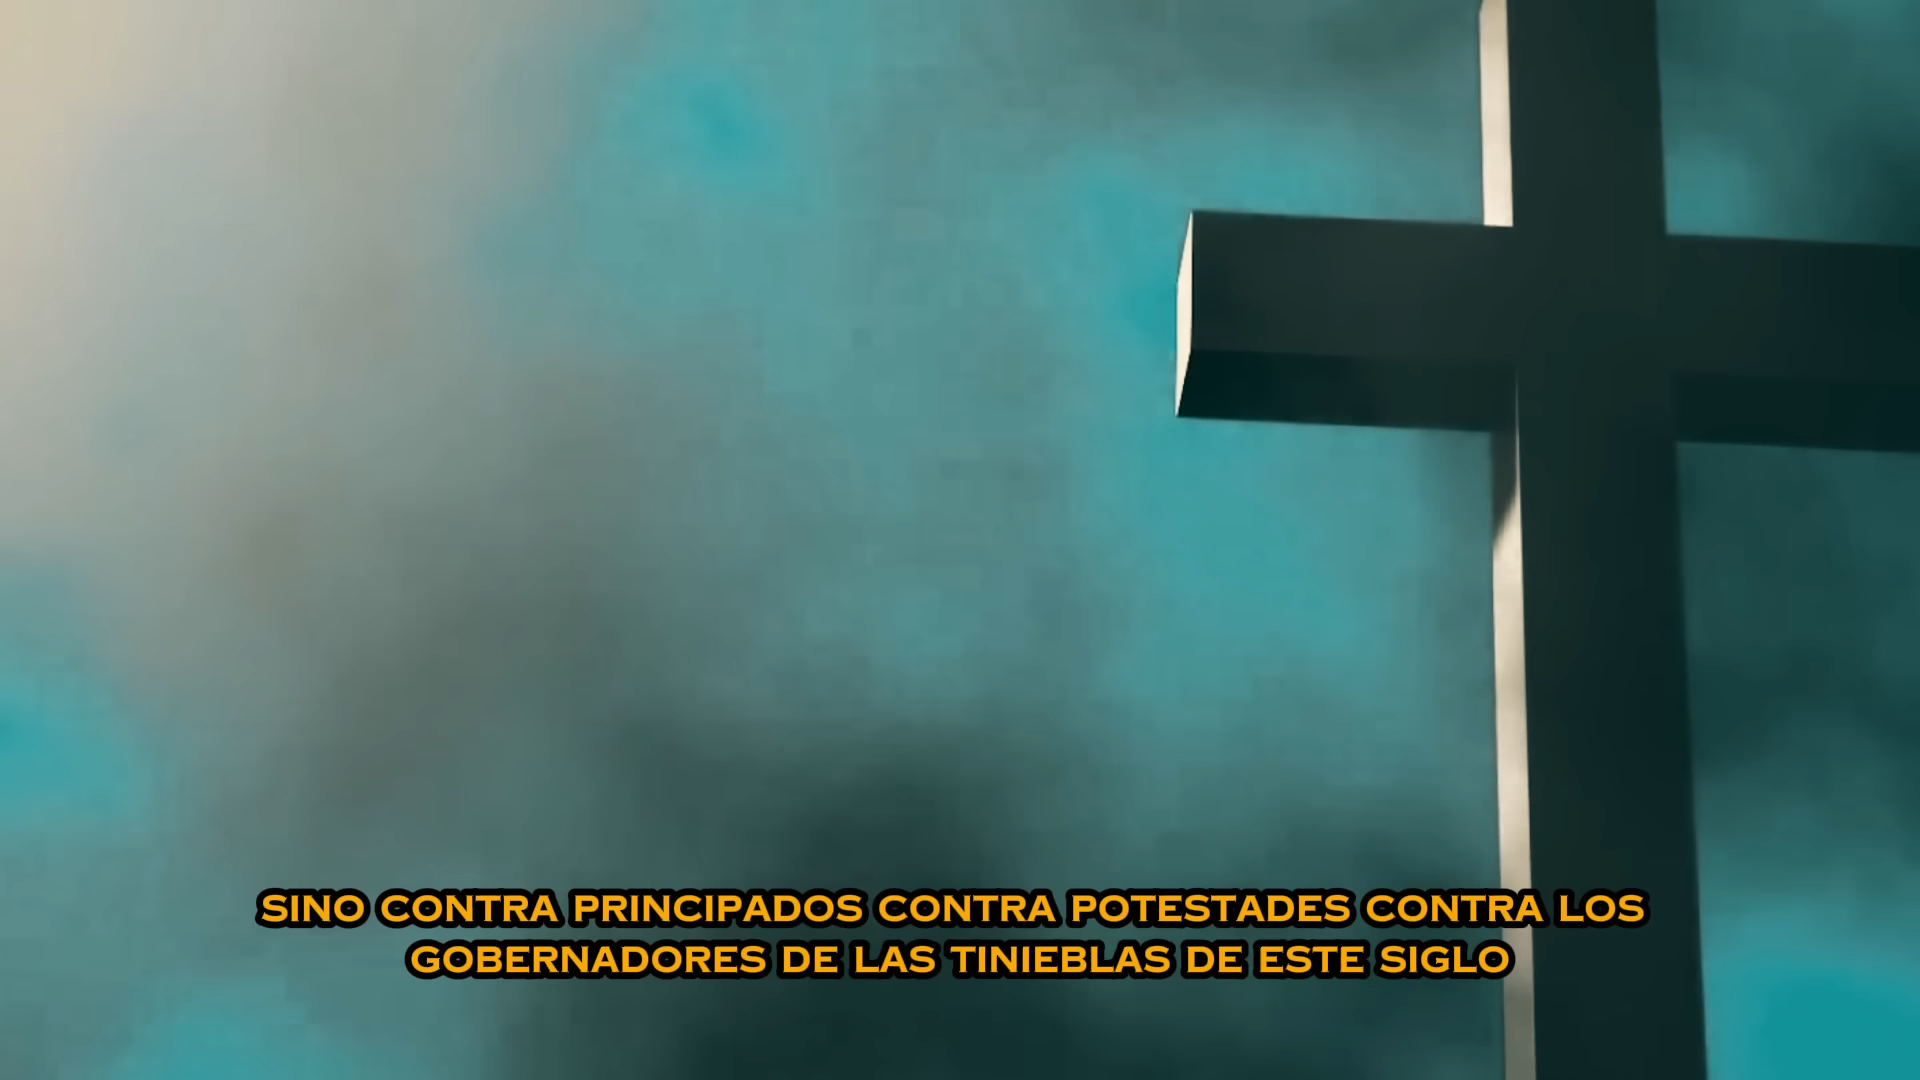 SINO CONTRA PRINCIPADOS CONTRA POTESTADES CONTRA LOS
GOBERNADORES DE LAS TINIEBLAS DE ESTE SIGLO